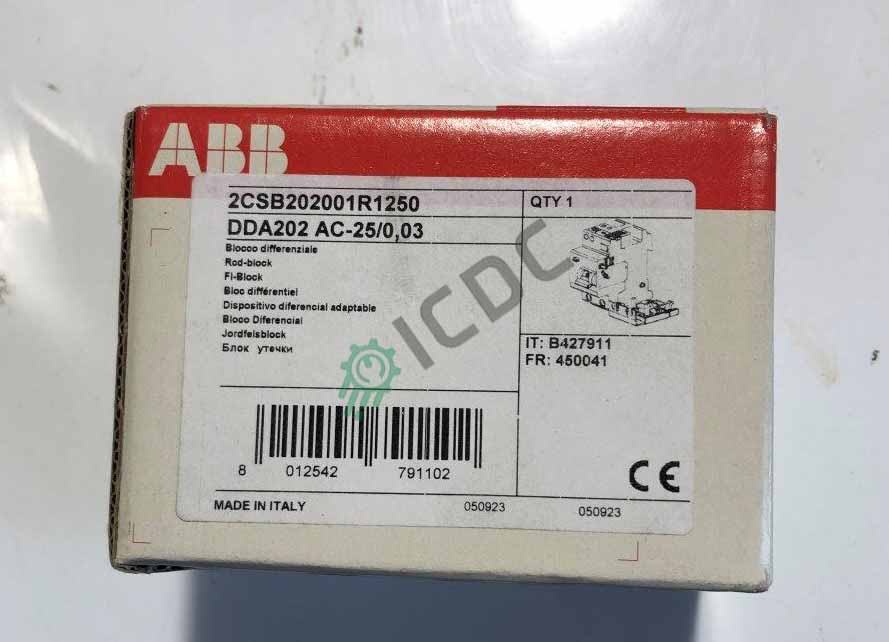 ABB
2CSB202001R1250
DDA202 AC-25/0,03
Blocco differenziale
Rcd-block
FI-Block
Bloc différentiel
Dispositivo diferencial adaptable
Bloco Diferencial
Jordfelsblock
Блок утечки
QTY 1
IT: B427911
FR: 450041
ICDC
8 012542 791102
CE
MADE IN ITALY
050923
050923